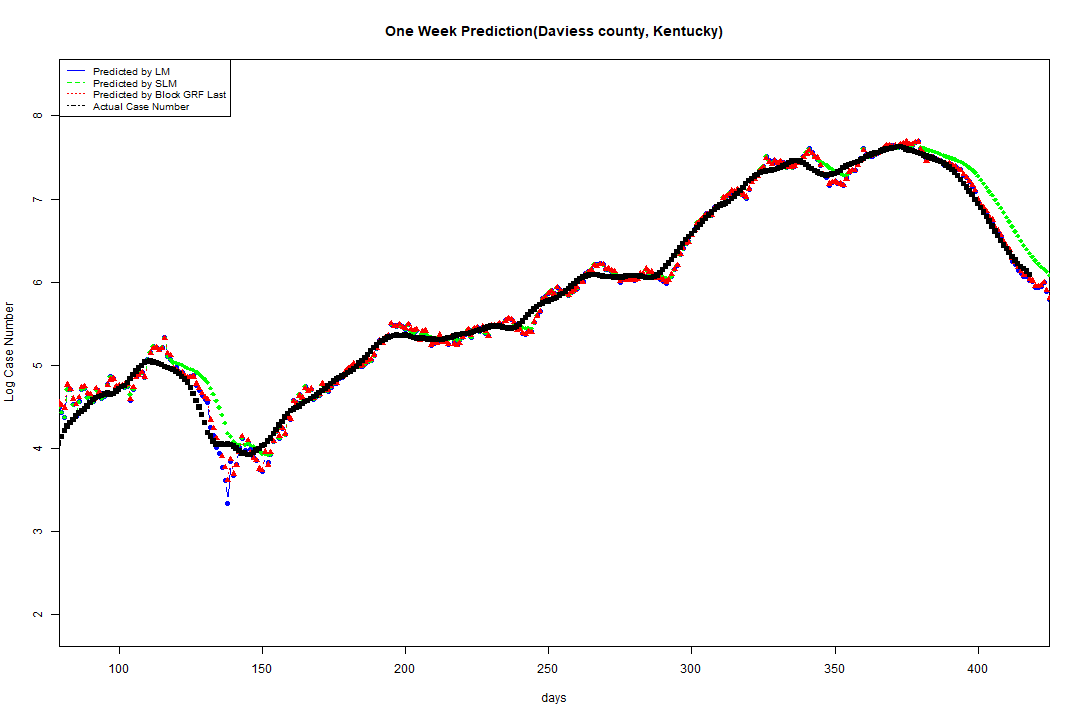 One Week Prediction(Daviess county, Kentucky)
Predicted by LM
Predicted by SLM
Predicted by Block GRF Last
Actual Case Number
Log Case Number
8
7
6
5
4
3
2
100 150 200 250 300 350 400
days